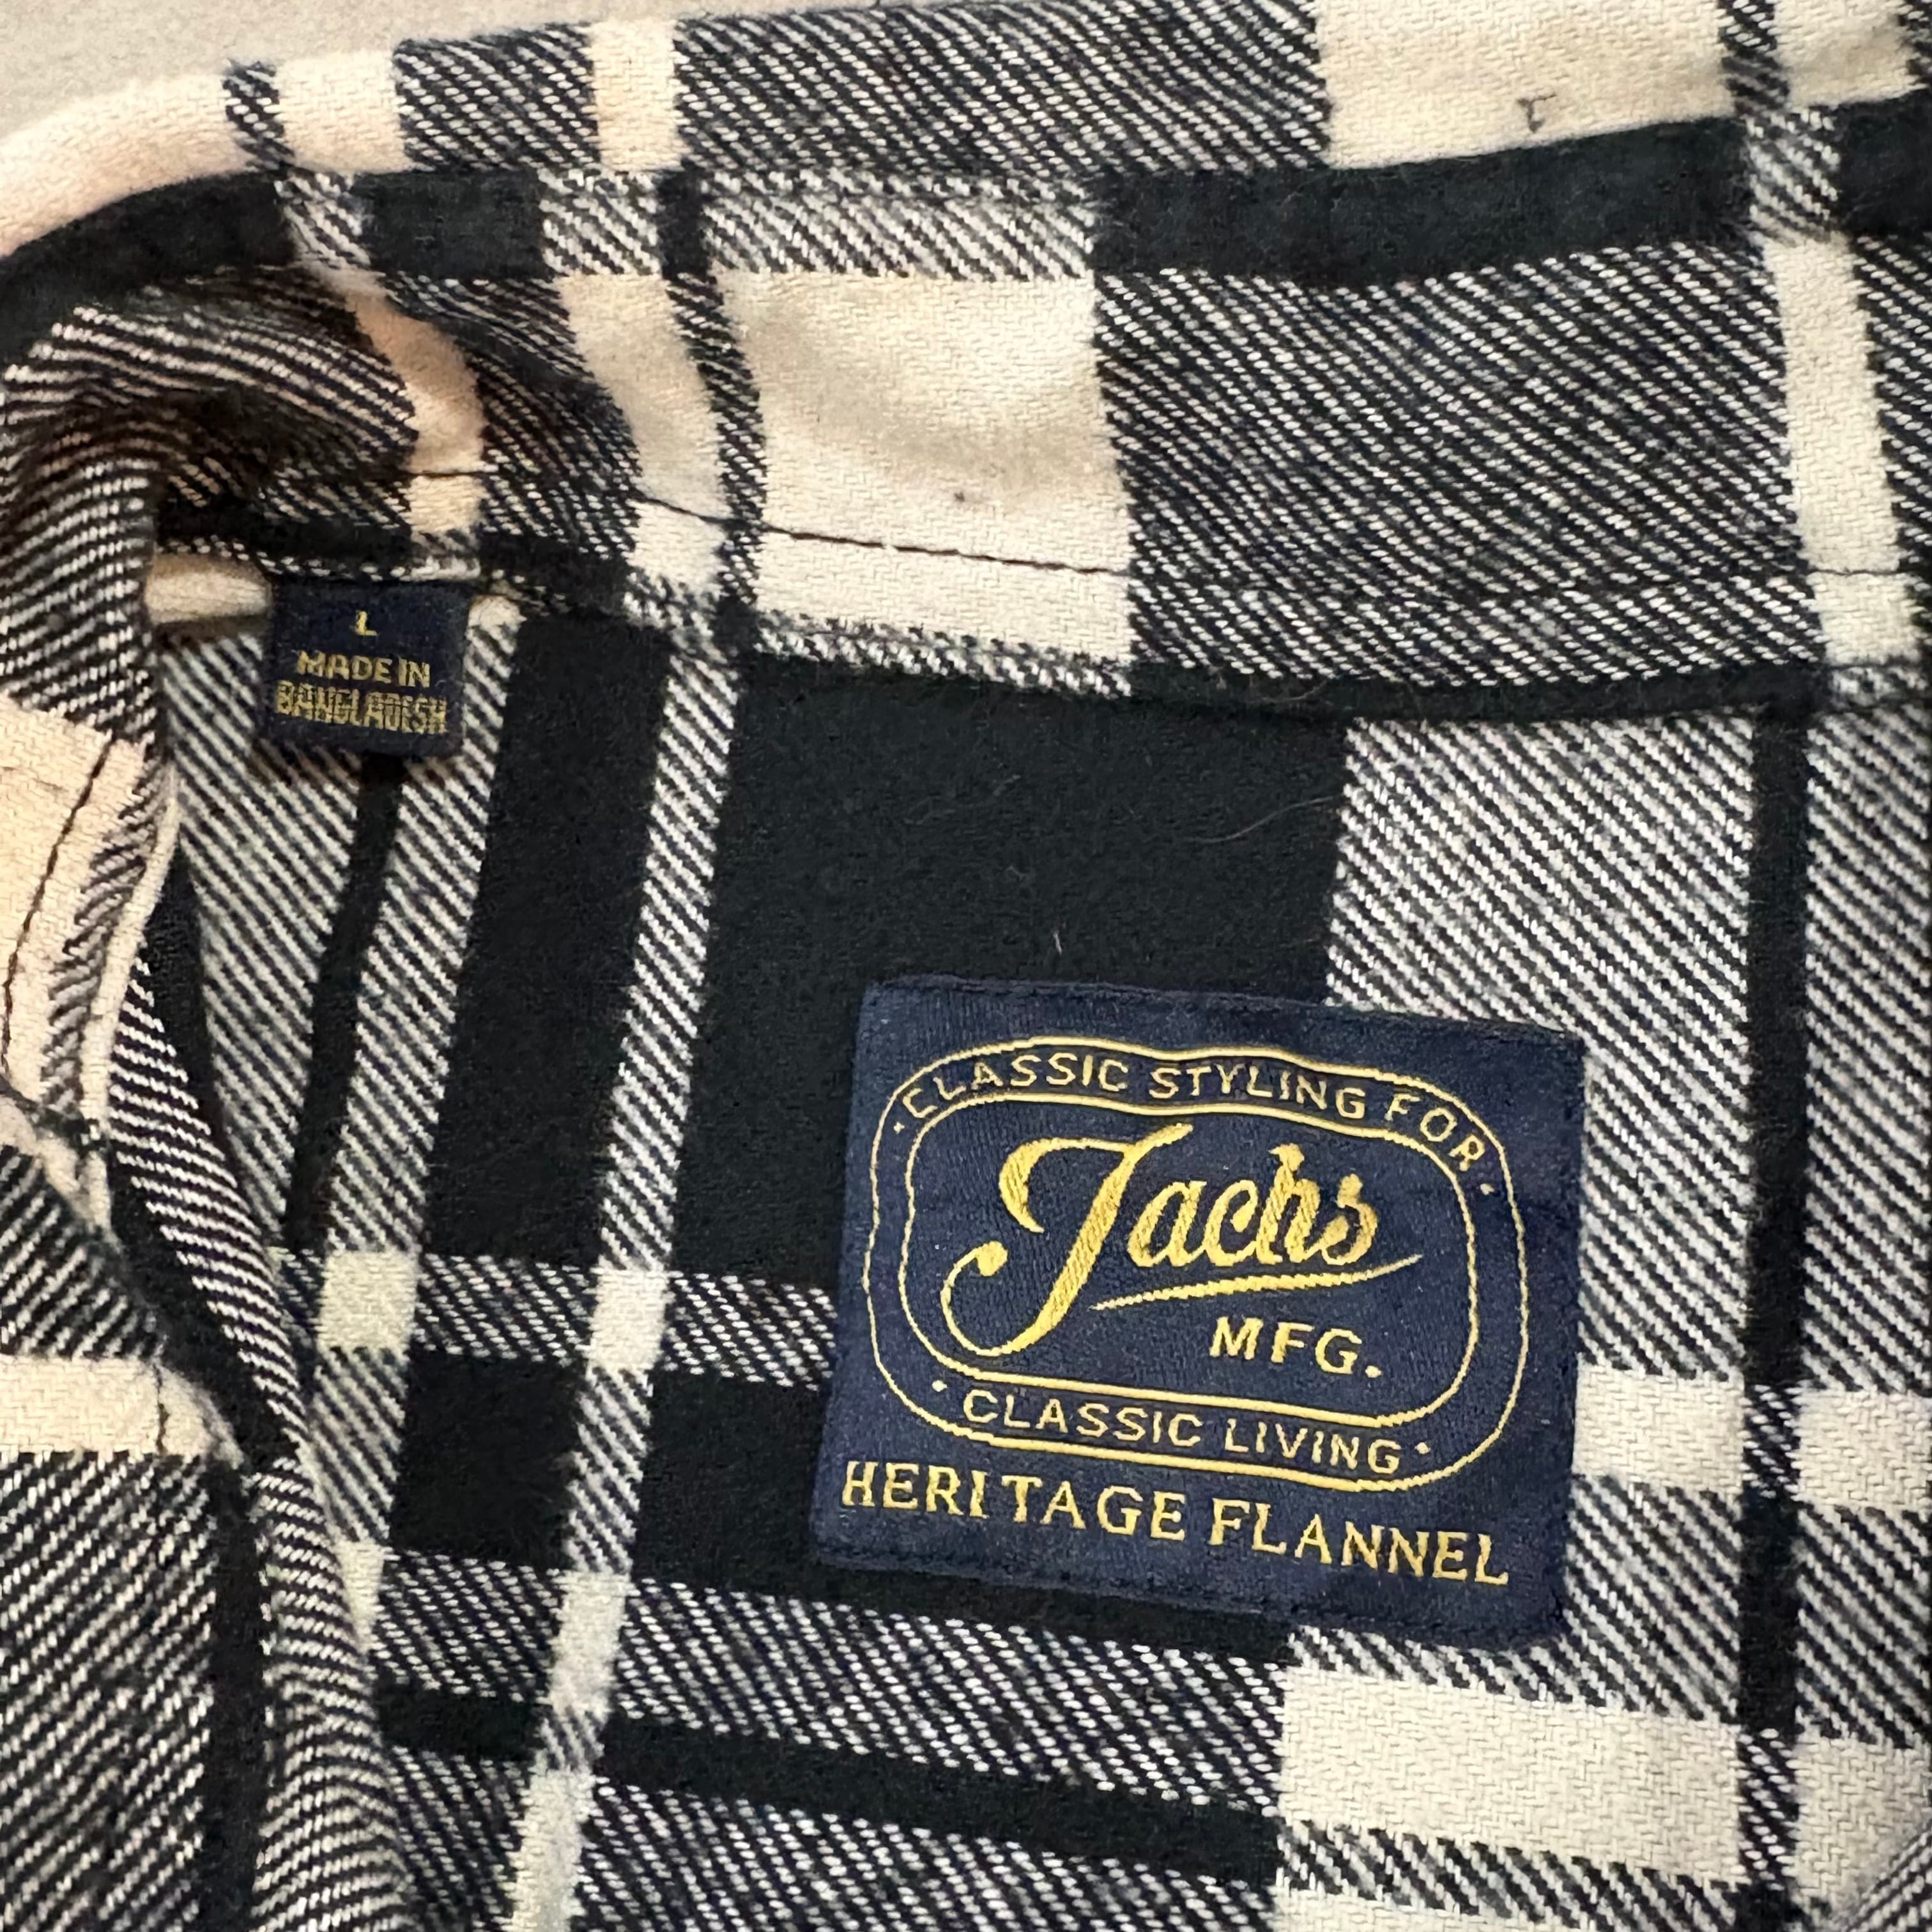 L
MADE IN
BANGLADESH
· CLASSIC STYLING FOR ·
Jachs
MFG.
· CLASSIC LIVING ·
HERITAGE FLANNEL